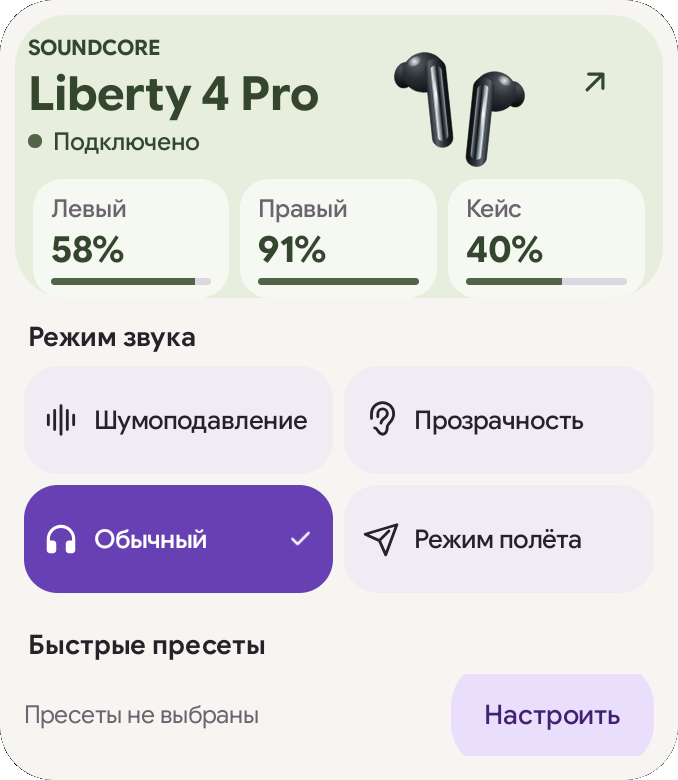 SOUNDCORE
Liberty 4 Pro
Подключено
Левый
58%
Правый
91%
Кейс
40%
Режим звука
Шумоподавление
Прозрачность
Обычный
Режим полёта
Быстрые пресеты
Пресеты не выбраны
Настроить